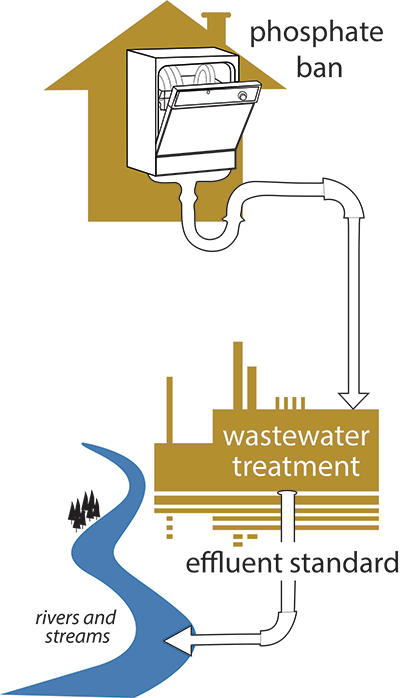 phosphate
ban
wastewater
treatment
effluent standard
rivers and
streams